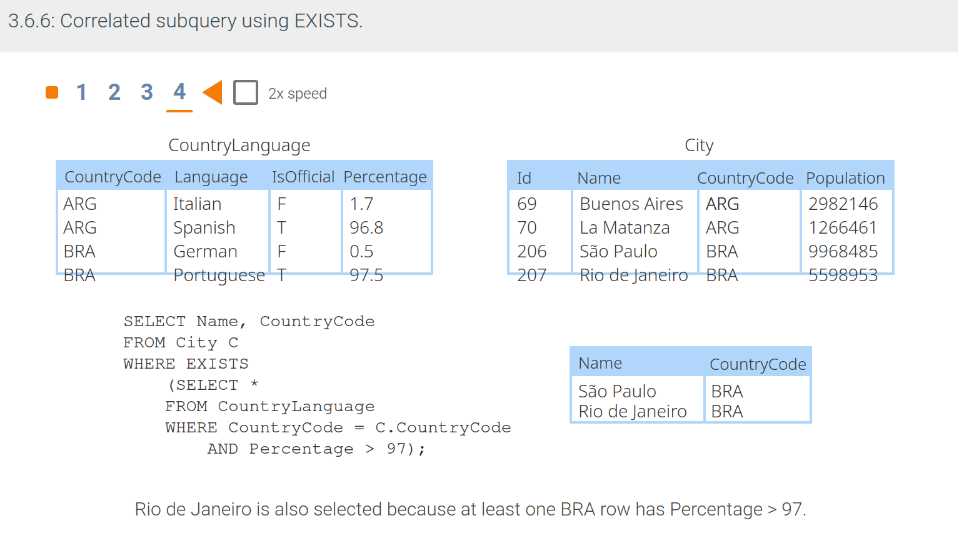 3.6.6: Correlated subquery using EXISTS.
1 2 3 4 2x speed
CountryLanguage
CountryCode Language IsOfficial Percentage
ARG Italian F 1.7
ARG Spanish T 96.8
BRA German F 0.5
BRA Portuguese T 97.5
City
Id Name CountryCode Population
69 Buenos Aires ARG 2982146
70 La Matanza ARG 1266461
206 São Paulo BRA 9968485
207 Rio de Janeiro BRA 5598953
SELECT Name, CountryCode
FROM City C
WHERE EXISTS
(SELECT *
FROM CountryLanguage
WHERE CountryCode = C.CountryCode
AND Percentage > 97);
Name CountryCode
São Paulo BRA
Rio de Janeiro BRA
Rio de Janeiro is also selected because at least one BRA row has Percentage > 97.